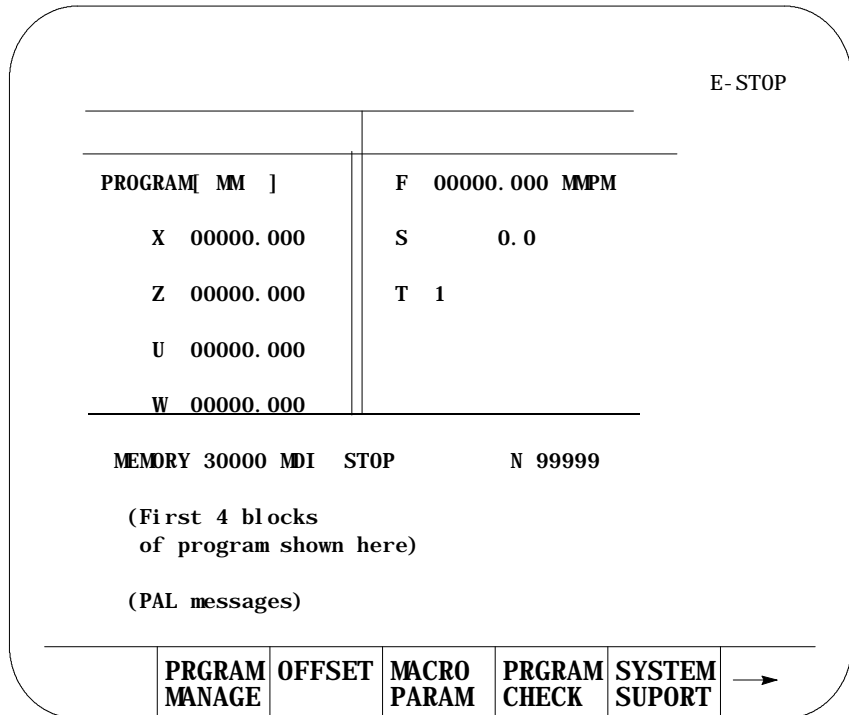 E-STOP
PROGRAM[ MM ] F 00000.000 MMPM
X 00000.000 S 0.0
Z 00000.000 T 1
U 00000.000
W 00000.000
MEMORY 30000 MDI STOP N 99999
(First 4 blocks
of program shown here)
(PAL messages)
PRGRAM OFFSET MACRO PRGRAM SYSTEM
MANAGE PARAM CHECK SUPORT